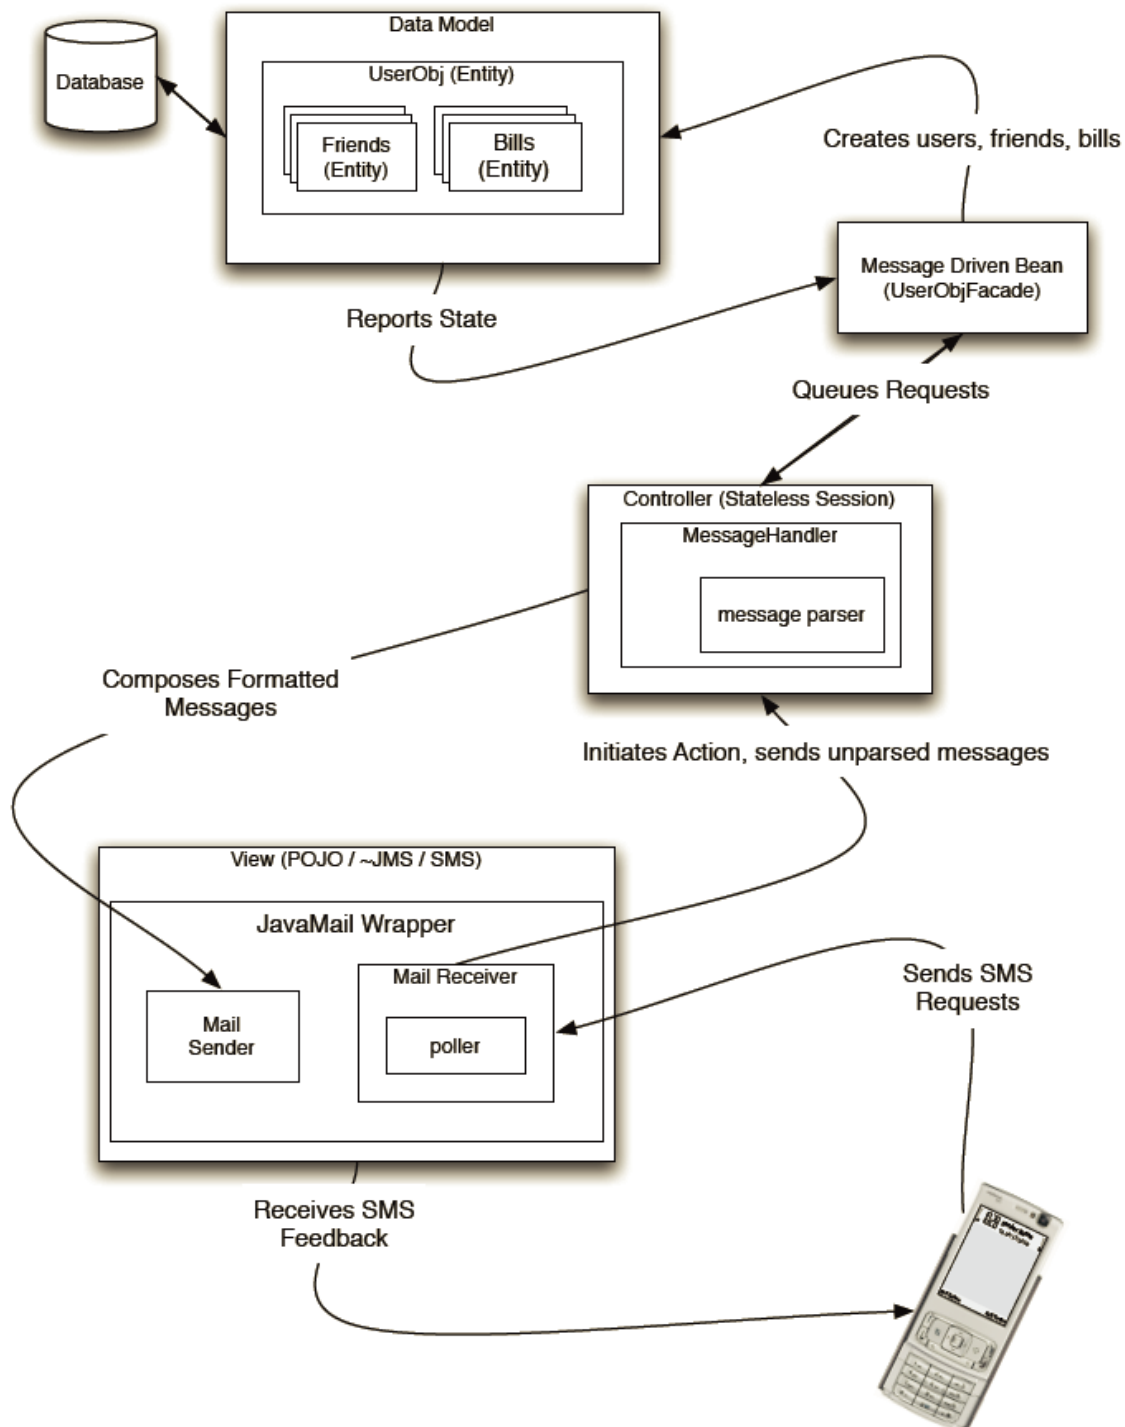 Data Model
Database
UserObj (Entity)
Friends
(Entity)
Bills
(Entity)
Creates users, friends, bills
Message Driven Bean
(UserObjFacade)
Reports State
Queues Requests
Controller (Stateless Session)
MessageHandler
message parser
Composes Formatted
Messages
Initiates Action, sends unparsed messages
View (POJO / ~JMS / SMS)
JavaMail Wrapper
Mail Receiver
poller
Mail
Sender
Sends SMS
Requests
Receives SMS
Feedback